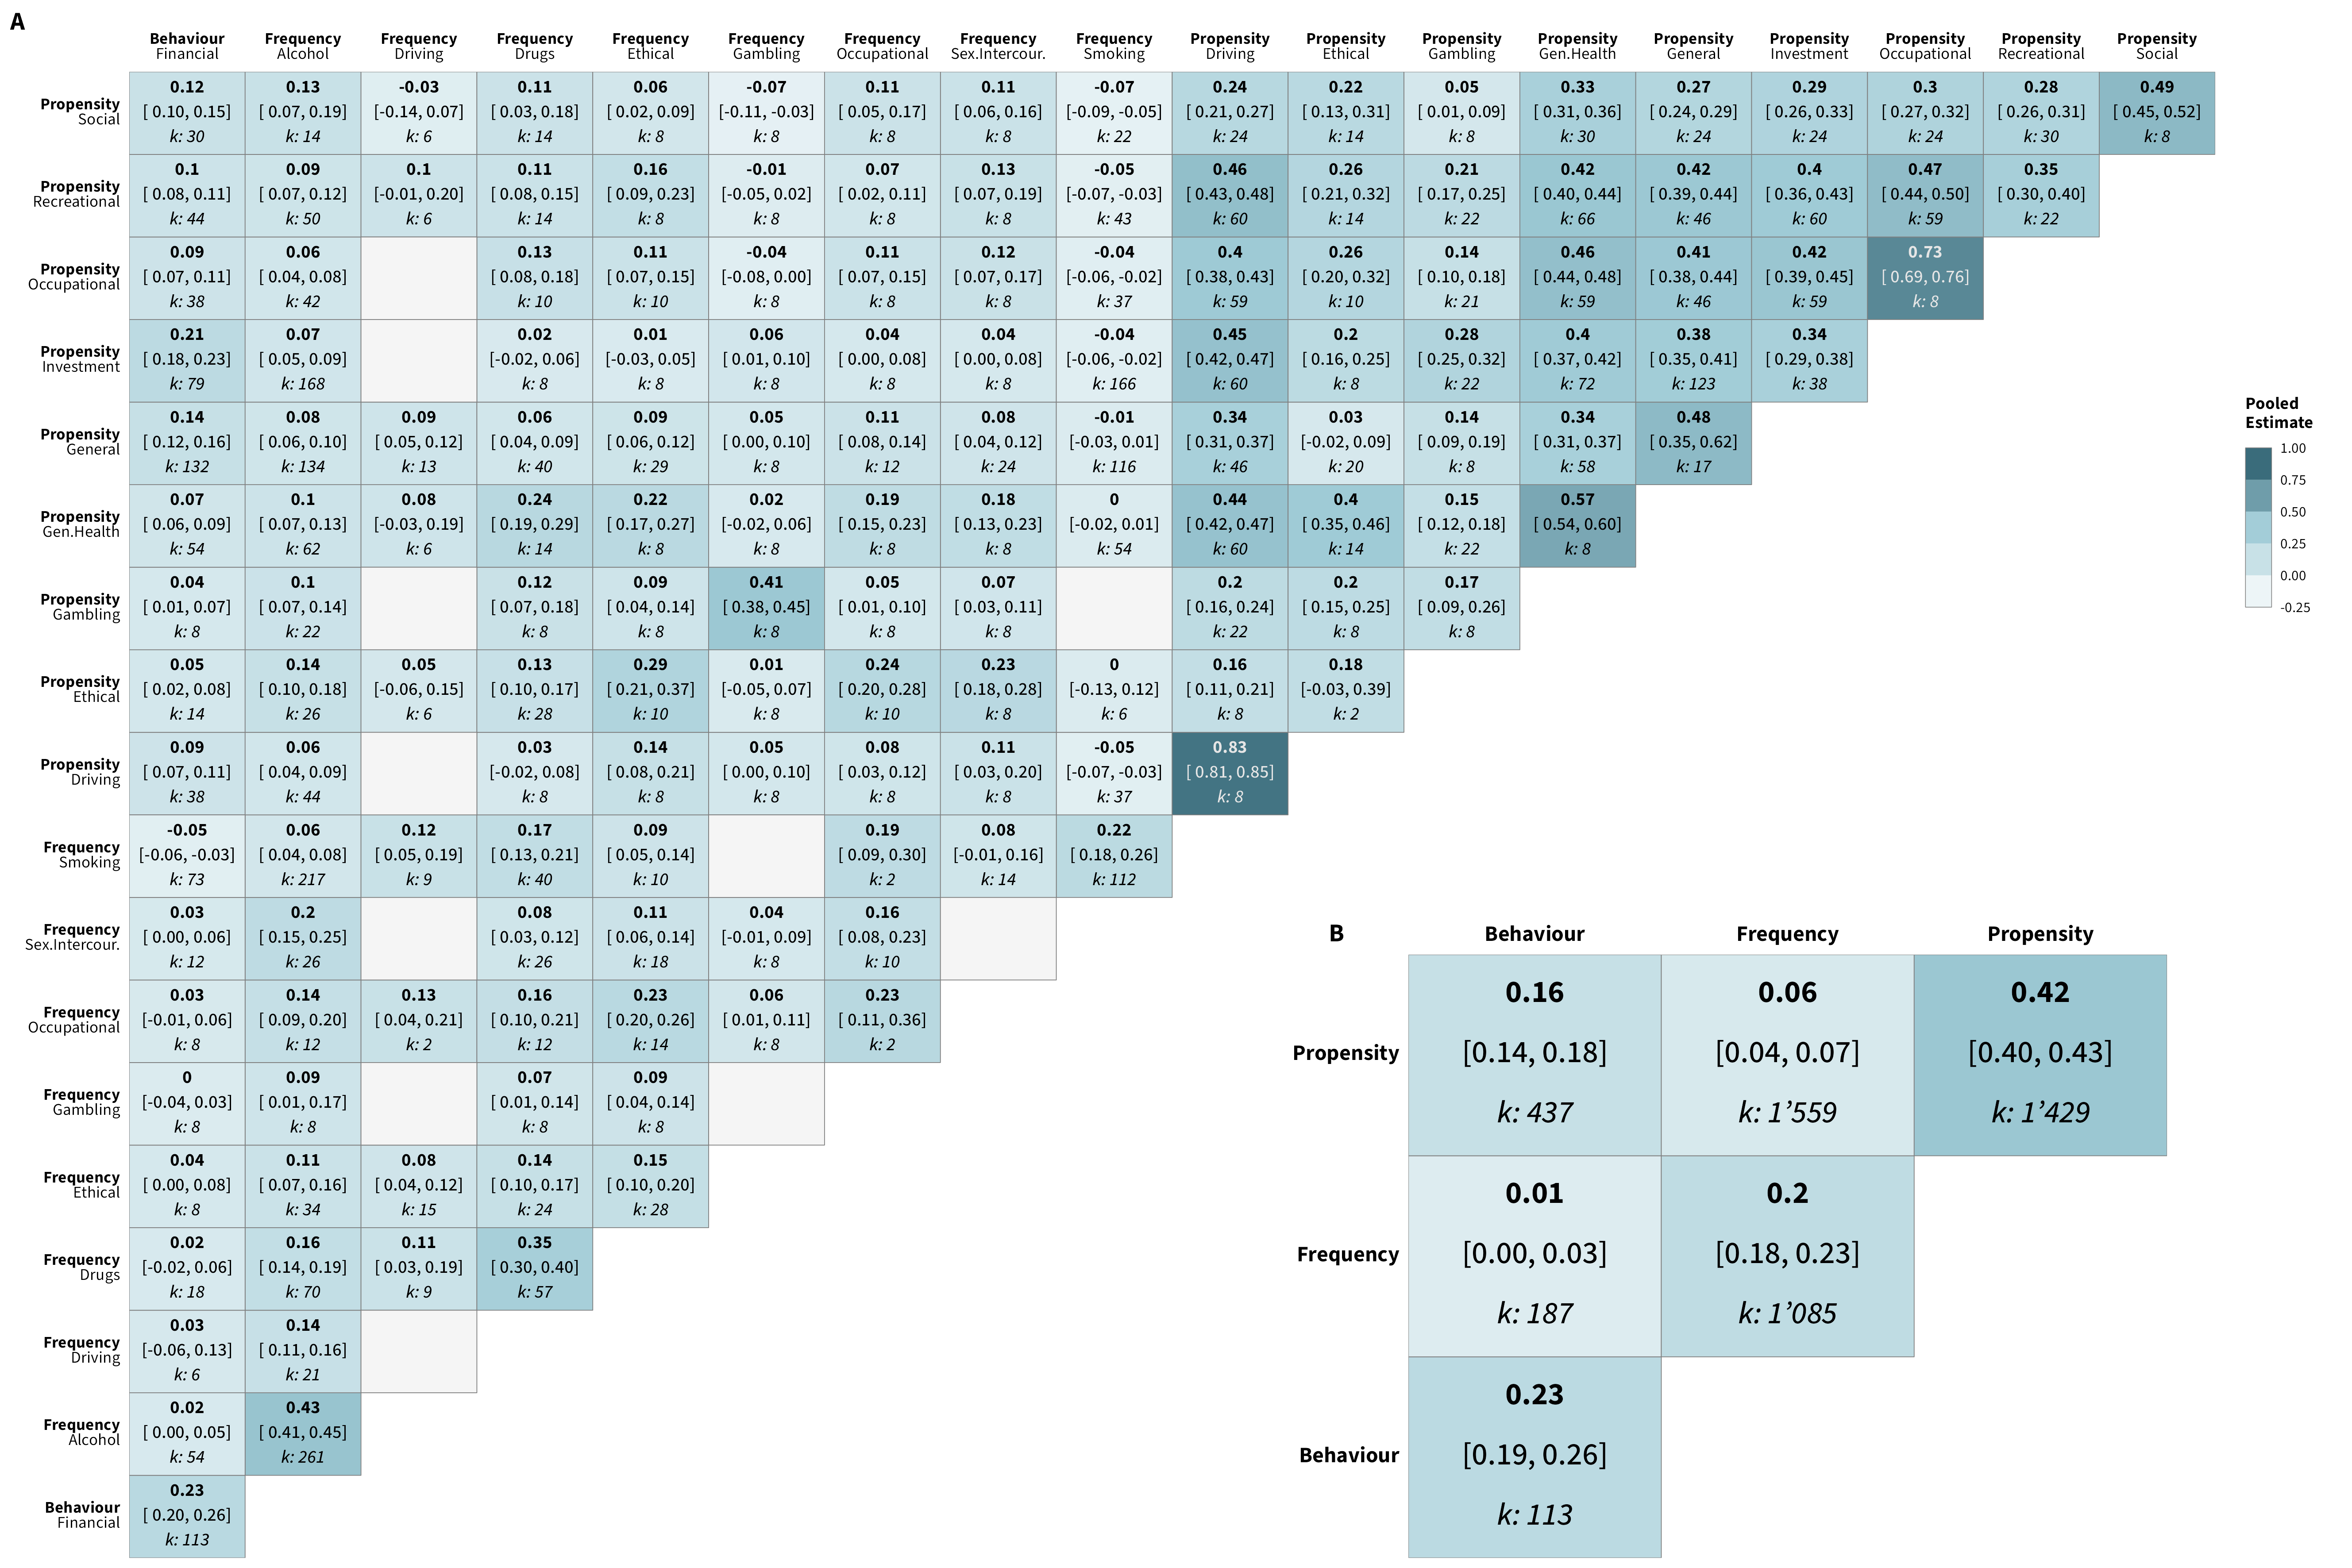 A
Behaviour Frequency Frequency Frequency Frequency Frequency Frequency Frequency Frequency Propensity Propensity Propensity Propensity Propensity Propensity Propensity Propensity Propensity
Financial Alcohol Driving Drugs Ethical Gambling Occupational Sex.Intercour. Smoking Driving Ethical Gambling Gen.Health General Investment Occupational Recreational Social
0.12 0.13 -0.03 0.11 0.06 -0.07 0.11 0.11 -0.07 0.24 0.22 0.05 0.33 0.27 0.29 0.3 0.28 0.49
Propensity Social [ 0.10, 0.15] [ 0.07, 0.19] [-0.14, 0.07] [ 0.03, 0.18] [ 0.02, 0.09] [-0.11, -0.03] [ 0.05, 0.17] [ 0.06, 0.16] [-0.09, -0.05] [ 0.21, 0.27] [ 0.13, 0.31] [ 0.01, 0.09] [ 0.31, 0.36] [ 0.24, 0.29] [ 0.26, 0.33] [ 0.27, 0.32] [ 0.26, 0.31] [ 0.45, 0.52]
k: 30 k: 14 k: 6 k: 14 k: 8 k: 8 k: 8 k: 8 k: 22 k: 24 k: 14 k: 8 k: 30 k: 24 k: 24 k: 24 k: 30 k: 8
0.1 0.09 0.1 0.11 0.16 -0.01 0.07 0.13 -0.05 0.46 0.26 0.21 0.42 0.42 0.4 0.47 0.35
Propensity Recreational [ 0.08, 0.11] [ 0.07, 0.12] [-0.01, 0.20] [ 0.08, 0.15] [ 0.09, 0.23] [-0.05, 0.02] [ 0.02, 0.11] [ 0.07, 0.19] [-0.07, -0.03] [ 0.43, 0.48] [ 0.21, 0.32] [ 0.17, 0.25] [ 0.40, 0.44] [ 0.39, 0.44] [ 0.36, 0.43] [ 0.44, 0.50] [ 0.30, 0.40]
k: 44 k: 50 k: 6 k: 14 k: 8 k: 8 k: 8 k: 8 k: 43 k: 60 k: 14 k: 22 k: 66 k: 46 k: 60 k: 59 k: 22
0.09 0.06 0.13 0.11 -0.04 0.11 0.12 -0.04 0.4 0.26 0.14 0.46 0.41 0.42 0.73
Propensity Occupational [ 0.07, 0.11] [ 0.04, 0.08] [ 0.08, 0.18] [ 0.07, 0.15] [-0.08, 0.00] [ 0.07, 0.15] [ 0.07, 0.17] [-0.06, -0.02] [ 0.38, 0.43] [ 0.20, 0.32] [ 0.10, 0.18] [ 0.44, 0.48] [ 0.38, 0.44] [ 0.39, 0.45] [ 0.69, 0.76]
k: 38 k: 42 k: 10 k: 10 k: 8 k: 8 k: 8 k: 37 k: 59 k: 10 k: 21 k: 59 k: 46 k: 59 k: 8
0.21 0.07 0.02 0.01 0.06 0.04 0.04 -0.04 0.45 0.2 0.28 0.4 0.38 0.34
Propensity Investment [ 0.18, 0.23] [ 0.05, 0.09] [-0.02, 0.06] [-0.03, 0.05] [ 0.01, 0.10] [ 0.00, 0.08] [ 0.00, 0.08] [-0.06, -0.02] [ 0.42, 0.47] [ 0.16, 0.25] [ 0.25, 0.32] [ 0.37, 0.42] [ 0.35, 0.41] [ 0.29, 0.38]
k: 79 k: 168 k: 8 k: 8 k: 8 k: 8 k: 8 k: 166 k: 60 k: 8 k: 22 k: 72 k: 123 k: 38
0.14 0.08 0.09 0.06 0.09 0.05 0.11 0.08 -0.01 0.34 0.03 0.14 0.34 0.48
Propensity General [ 0.12, 0.16] [ 0.06, 0.10] [ 0.05, 0.12] [ 0.04, 0.09] [ 0.06, 0.12] [ 0.00, 0.10] [ 0.08, 0.14] [ 0.04, 0.12] [-0.03, 0.01] [ 0.31, 0.37] [-0.02, 0.09] [ 0.09, 0.19] [ 0.31, 0.37] [ 0.35, 0.62]
k: 132 k: 134 k: 13 k: 40 k: 29 k: 8 k: 12 k: 24 k: 116 k: 46 k: 20 k: 8 k: 58 k: 17
0.07 0.1 0.08 0.24 0.22 0.02 0.19 0.18 0 0.44 0.4 0.15 0.57
Propensity Gen.Health [ 0.06, 0.09] [ 0.07, 0.13] [-0.03, 0.19] [ 0.19, 0.29] [ 0.17, 0.27] [-0.02, 0.06] [ 0.15, 0.23] [ 0.13, 0.23] [-0.02, 0.01] [ 0.42, 0.47] [ 0.35, 0.46] [ 0.12, 0.18] [ 0.54, 0.60]
k: 54 k: 62 k: 6 k: 14 k: 8 k: 8 k: 8 k: 8 k: 54 k: 60 k: 14 k: 22 k: 8
0.04 0.1 0.12 0.09 0.41 0.05 0.07 0.2 0.2 0.17
Propensity Gambling [ 0.01, 0.07] [ 0.07, 0.14] [ 0.07, 0.18] [ 0.04, 0.14] [ 0.38, 0.45] [ 0.01, 0.10] [ 0.03, 0.11] [ 0.16, 0.24] [ 0.15, 0.25] [ 0.09, 0.26]
k: 8 k: 22 k: 8 k: 8 k: 8 k: 8 k: 8 k: 22 k: 8 k: 8
0.05 0.14 0.05 0.13 0.29 0.01 0.24 0.23 0 0.16 0.18
Propensity Ethical [ 0.02, 0.08] [ 0.10, 0.18] [-0.06, 0.15] [ 0.10, 0.17] [ 0.21, 0.37] [-0.05, 0.07] [ 0.20, 0.28] [ 0.18, 0.28] [-0.13, 0.12] [ 0.11, 0.21] [-0.03, 0.39]
k: 14 k: 26 k: 6 k: 28 k: 10 k: 8 k: 10 k: 8 k: 6 k: 8 k: 2
0.09 0.06 0.03 0.14 0.05 0.08 0.11 -0.05 0.83
Propensity Driving [ 0.07, 0.11] [ 0.04, 0.09] [-0.02, 0.08] [ 0.08, 0.21] [ 0.00, 0.10] [ 0.03, 0.12] [ 0.03, 0.20] [-0.07, -0.03] [ 0.81, 0.85]
k: 38 k: 44 k: 8 k: 8 k: 8 k: 8 k: 8 k: 37 k: 8
-0.05 0.06 0.12 0.17 0.09 0.19 0.08 0.22
Frequency Smoking [-0.06, -0.03] [ 0.04, 0.08] [ 0.05, 0.19] [ 0.13, 0.21] [ 0.05, 0.14] [ 0.09, 0.30] [-0.01, 0.16] [ 0.18, 0.26]
k: 73 k: 217 k: 9 k: 40 k: 10 k: 2 k: 14 k: 112
0.03 0.2 0.08 0.11 0.04 0.16
Frequency Sex.Intercour. [ 0.00, 0.06] [ 0.15, 0.25] [ 0.03, 0.12] [ 0.06, 0.14] [-0.01, 0.09] [ 0.08, 0.23]
k: 12 k: 26 k: 26 k: 18 k: 8 k: 10
0.03 0.14 0.13 0.16 0.23 0.06 0.23
Frequency Occupational [-0.01, 0.06] [ 0.09, 0.20] [ 0.04, 0.21] [ 0.10, 0.21] [ 0.20, 0.26] [ 0.01, 0.11] [ 0.11, 0.36]
k: 8 k: 12 k: 2 k: 12 k: 14 k: 8 k: 2
0 0.09 0.07 0.09
Frequency Gambling [-0.04, 0.03] [ 0.01, 0.17] [ 0.01, 0.14] [ 0.04, 0.14]
k: 8 k: 8 k: 8 k: 8
0.04 0.11 0.08 0.14 0.15
Frequency Ethical [ 0.00, 0.08] [ 0.07, 0.16] [ 0.04, 0.12] [ 0.10, 0.17] [ 0.10, 0.20]
k: 8 k: 34 k: 15 k: 24 k: 28
0.02 0.16 0.11 0.35
Frequency Drugs [-0.02, 0.06] [ 0.14, 0.19] [ 0.03, 0.19] [ 0.30, 0.40]
k: 18 k: 70 k: 9 k: 57
0.03 0.14
Frequency Driving [-0.06, 0.13] [ 0.11, 0.16]
k: 6 k: 21
0.02 0.43
Frequency Alcohol [ 0.00, 0.05] [ 0.41, 0.45]
k: 54 k: 261
0.23
Behaviour Financial [ 0.20, 0.26]
k: 113
Pooled
Estimate
1.00
0.75
0.50
0.25
0.00
-0.25
B
Behaviour Frequency Propensity
0.16 0.06 0.42
Propensity [0.14, 0.18] [0.04, 0.07] [0.40, 0.43]
k: 437 k: 1’559 k: 1’429
0.01 0.2
Frequency [0.00, 0.03] [0.18, 0.23]
k: 187 k: 1’085
0.23
Behaviour [0.19, 0.26]
k: 113